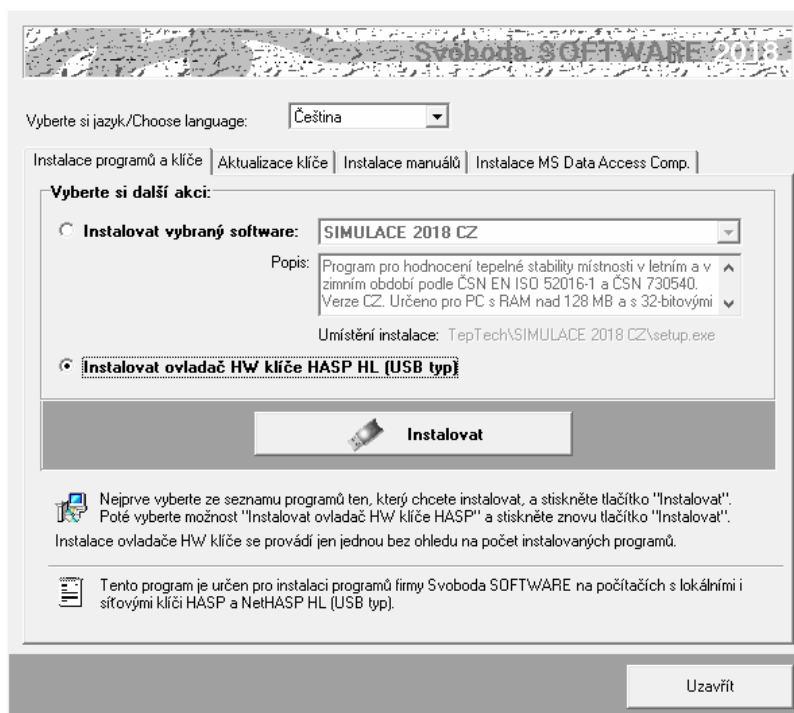 Svoboda SOFTWARE 2018
Vyberte si jazyk/Choose language: Čeština
Instalace programů a klíče Aktualizace klíče Instalace manuálů Instalace MS Data Access Comp.
Vyberte si další akci:
Instalovat vybraný software: SIMULACE 2018 CZ
Popis: Program pro hodnocení tepelné stability místnosti v letním a v
zimním období podle ČSN EN ISO 52016-1 a ČSN 730540.
Verze CZ. Určeno pro PC s RAM nad 128 MB a s 32-bitovými
Umístění instalace: TepTech\SIMULACE 2018 CZ\setup.exe
Instalovat ovladač HW klíče HASP HL (USB typ)
Instalovat
Nejprve vyberte ze seznamu programů ten, který chcete instalovat, a stiskněte tlačítko "Instalovat".
Poté vyberte možnost "Instalovat ovladač HW klíče HASP" a stiskněte znovu tlačítko "Instalovat".
Instalace ovladače HW klíče se provádí jen jednou bez ohledu na počet instalovaných programů.
Tento program je určen pro instalaci programů firmy Svoboda SOFTWARE na počítačích s lokálními i
síťovými klíči HASP a NetHASP HL (USB typ).
Uzavřít